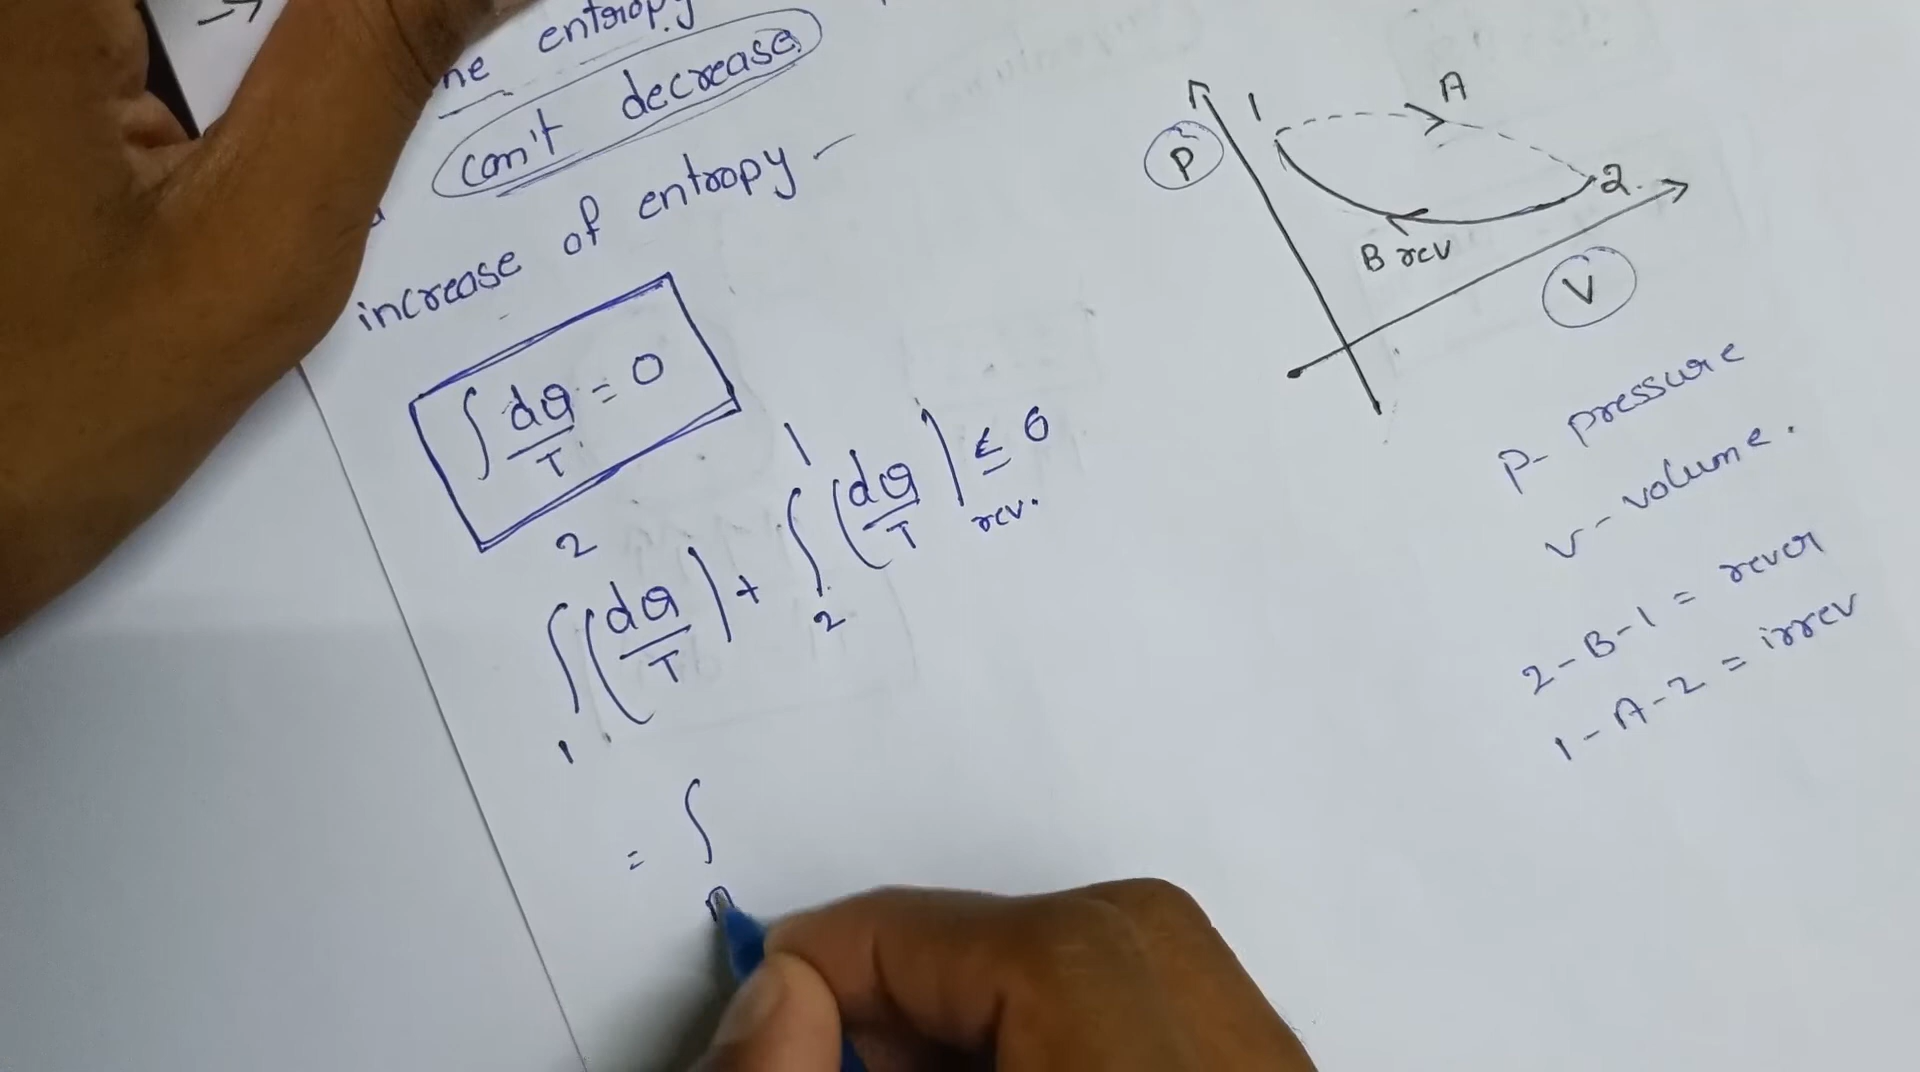 he entropy
can't decrease.
increase of entropy -
∫ dQ/T = 0
2 1
∫ (dQ/T) + ∫ (dQ/T) ≤ 0
1 2 rev.
= ∫
P
1 A
2.
B rev
V
P- pressure
V - volume.
2-B-1 = rever
1-A-2 = irrev